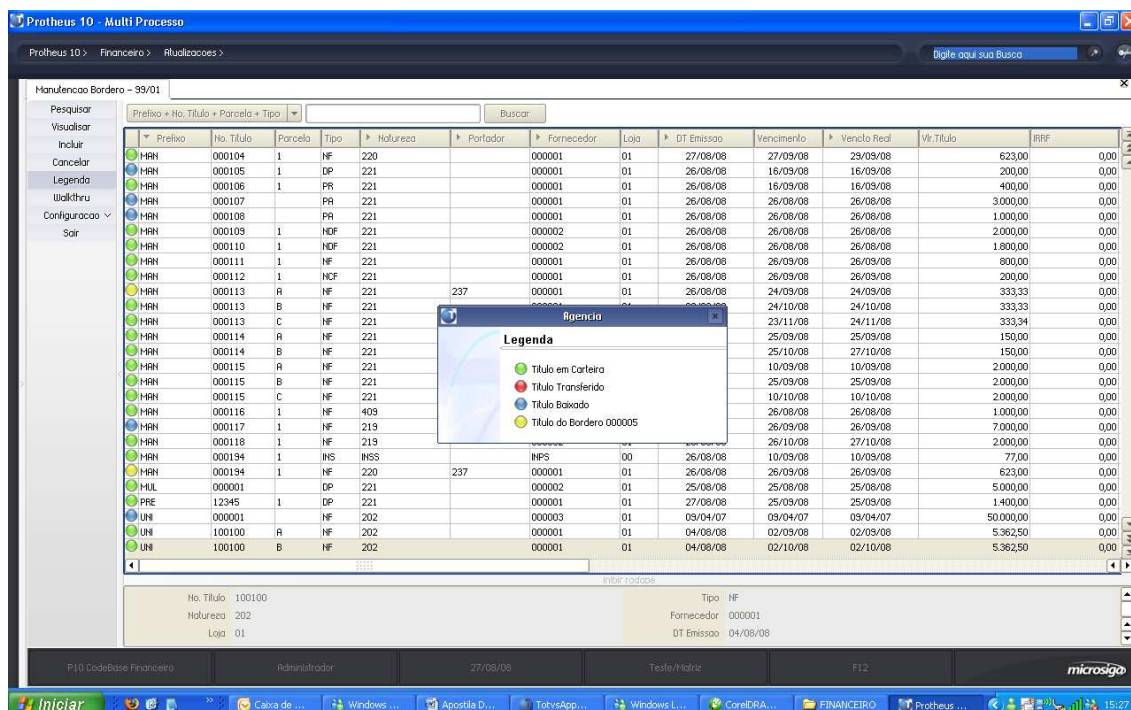 Protheus 10 - Multi Processo
Protheus 10 > Financeiro > Atualizacoes >
Digite aqui sua Busca
Manutencao Bordero - 99/01
Pesquisar
Visualisar
Incluir
Cancelar
Legenda
Walkthru
Configuracao
Sair
Prefixo + No. Titulo + Parcela + Tipo Buscar
Prefixo No. Titulo Parcela Tipo Natureza Portador Fornecedor Loja DT Emissao Vencimento Vencto Real Vlr.Titulo IRRF
MAN 000104 1 NF 220 000001 01 27/08/08 27/09/08 29/09/08 623,00 0,00
MAN 000105 1 DP 221 000001 01 26/08/08 16/09/08 16/09/08 200,00 0,00
MAN 000106 1 PR 221 000001 01 26/08/08 16/09/08 16/09/08 400,00 0,00
MAN 000107 PA 221 000001 01 26/08/08 26/08/08 26/08/08 3.000,00 0,00
MAN 000108 PA 221 000001 01 26/08/08 26/08/08 26/08/08 1.000,00 0,00
MAN 000109 1 NDF 221 000002 01 26/08/08 26/08/08 26/08/08 2.000,00 0,00
MAN 000110 1 NDF 221 000002 01 26/08/08 26/08/08 26/08/08 1.800,00 0,00
MAN 000111 1 NF 221 000001 01 26/08/08 26/09/08 26/09/08 800,00 0,00
MAN 000112 1 NCF 221 000001 01 26/08/08 26/09/08 26/09/08 200,00 0,00
MAN 000113 A NF 221 237 000001 01 26/08/08 24/09/08 24/09/08 333,33 0,00
MAN 000113 B NF 221 24/10/08 24/10/08 333,33 0,00
MAN 000113 C NF 221 23/11/08 24/11/08 333,34 0,00
MAN 000114 A NF 221 25/09/08 25/09/08 150,00 0,00
MAN 000114 B NF 221 25/10/08 27/10/08 150,00 0,00
MAN 000115 A NF 221 10/09/08 10/09/08 2.000,00 0,00
MAN 000115 B NF 221 25/09/08 25/09/08 2.000,00 0,00
MAN 000115 C NF 221 10/10/08 10/10/08 2.000,00 0,00
MAN 000116 1 NF 409 26/08/08 26/08/08 1.000,00 0,00
MAN 000117 1 NF 219 26/09/08 26/09/08 7.000,00 0,00
MAN 000118 1 NF 219 26/10/08 27/10/08 2.000,00 0,00
MAN 000194 1 INS INSS INPS 00 26/08/08 10/09/08 10/09/08 77,00 0,00
MAN 000194 1 NF 220 237 000001 01 26/08/08 26/09/08 26/09/08 623,00 0,00
MUL 000001 DP 221 000002 01 25/08/08 25/08/08 25/08/08 5.000,00 0,00
PRE 12345 1 DP 221 000001 01 27/08/08 25/09/08 25/09/08 1.400,00 0,00
UNI 000001 NF 202 000003 01 09/04/07 09/04/07 09/04/07 50.000,00 0,00
UNI 100100 A NF 202 000001 01 04/08/08 02/09/08 02/09/08 5.362,50 0,00
UNI 100100 B NF 202 000001 01 04/08/08 02/10/08 02/10/08 5.362,50 0,00
Agencia
Legenda
Titulo em Carteira
Titulo Transferido
Titulo Baixado
Titulo do Bordero 000005
Inibir rodape
No. Titulo 100100 Tipo NF
Natureza 202 Fornecedor 000001
Loja 01 DT Emissao 04/08/08
P10 CodeBase Financeiro Administrador 27/08/08 Teste/Matriz F12 microsiga
Iniciar Caixa de ... Windows ... Apostila D... TotvsApp... Windows L... CorelDRA... FINANCEIRO Protheus ... 15:27